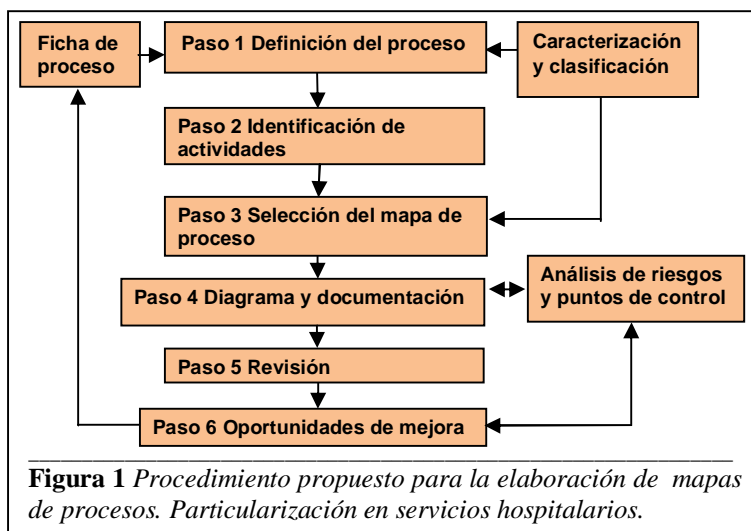 Ficha de
proceso
Paso 1 Definición del proceso
Caracterización
y clasificación
Paso 2 Identificación de
actividades
Paso 3 Selección del mapa de
proceso
Paso 4 Diagrama y documentación
Análisis de riesgos
y puntos de control
Paso 5 Revisión
Paso 6 Oportunidades de mejora
Figura 1 Procedimiento propuesto para la elaboración de mapas
de procesos. Particularización en servicios hospitalarios.